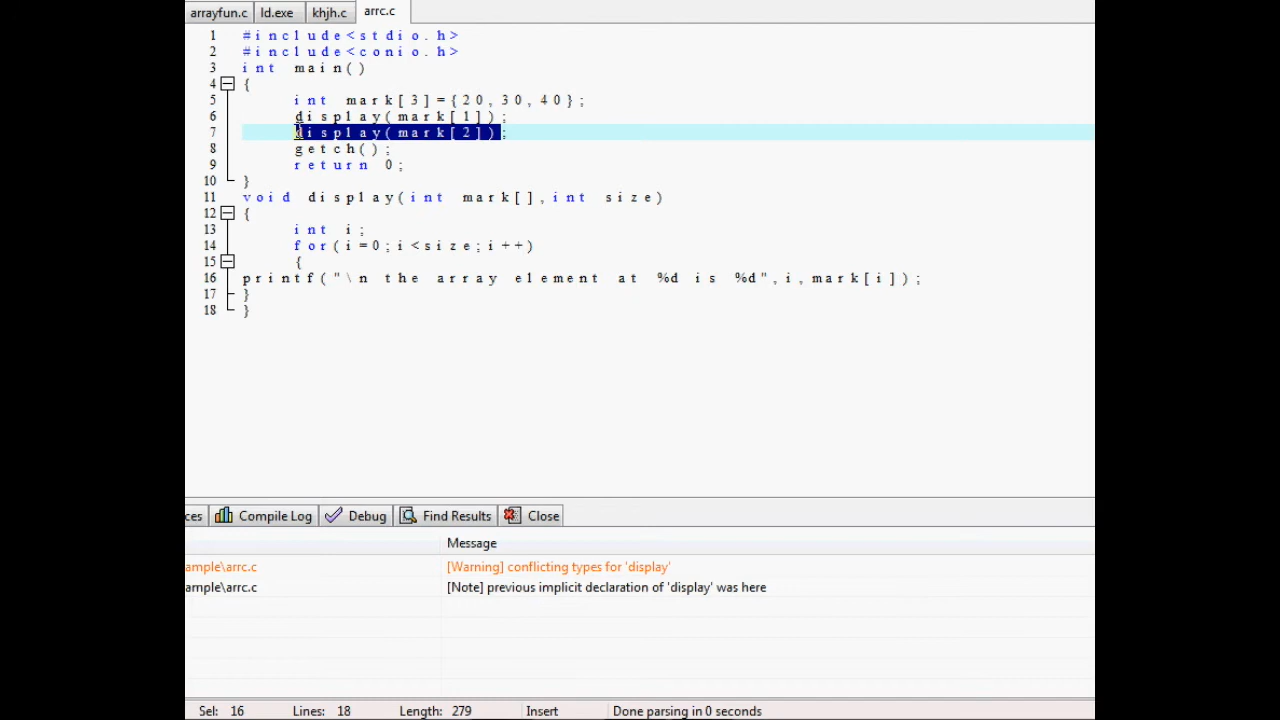 arrayfun.c ld.exe khjh.c arrc.c
1 #include<stdio.h>
2 #include<conio.h>
3 int main()
4 {
5 int mark[3]={20,30,40};
6 display(mark[1]);
7 display(mark[2]);
8 getch();
9 return 0;
10 }
11 void display(int mark[],int size)
12 {
13 int i;
14 for(i=0;i<size;i++)
15 {
16 printf("\n the array element at %d is %d",i,mark[i]);
17 }
18 }
ces Compile Log Debug Find Results Close
Message
ample\arrc.c [Warning] conflicting types for 'display'
ample\arrc.c [Note] previous implicit declaration of 'display' was here
Sel: 16 Lines: 18 Length: 279 Insert Done parsing in 0 seconds